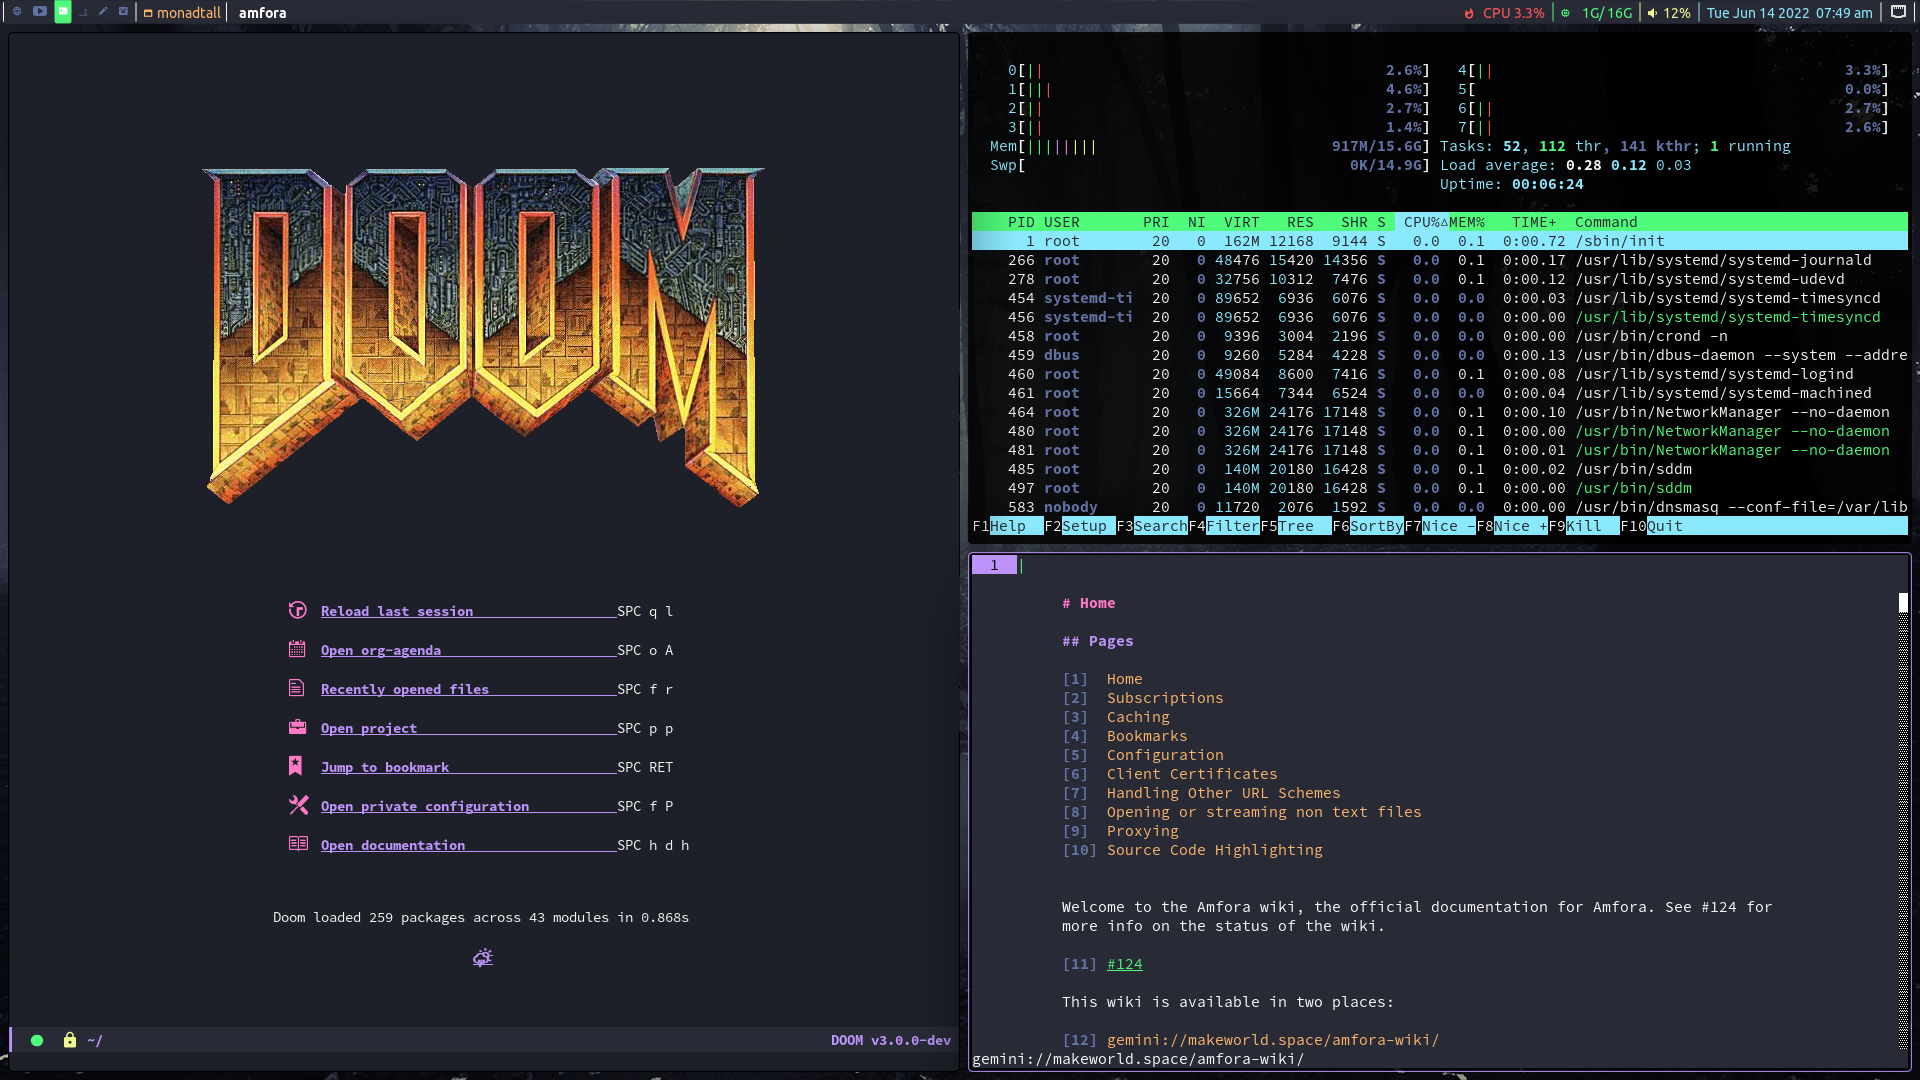 monadtall amfora CPU 3.3% 1G/16G 12% Tue Jun 14 2022 07:49 am
DOOM
Reload last session SPC q l
Open org-agenda SPC o A
Recently opened files SPC f r
Open project SPC p p
Jump to bookmark SPC RET
Open private configuration SPC f P
Open documentation SPC h d h
Doom loaded 259 packages across 43 modules in 0.868s
~/ DOOM v3.0.0-dev
0[|| 2.6%] 4[|| 3.3%]
1[||| 4.6%] 5[ 0.0%]
2[|| 2.7%] 6[|| 2.7%]
3[|| 1.4%] 7[|| 2.6%]
Mem[|||||||| 917M/15.6G] Tasks: 52, 112 thr, 141 kthr; 1 running
Swp[ 0K/14.9G] Load average: 0.28 0.12 0.03
Uptime: 00:06:24
PID USER PRI NI VIRT RES SHR S CPU%△MEM% TIME+ Command
1 root 20 0 162M 12168 9144 S 0.0 0.1 0:00.72 /sbin/init
266 root 20 0 48476 15420 14356 S 0.0 0.1 0:00.17 /usr/lib/systemd/systemd-journald
278 root 20 0 32756 10312 7476 S 0.0 0.1 0:00.12 /usr/lib/systemd/systemd-udevd
454 systemd-ti 20 0 89652 6936 6076 S 0.0 0.0 0:00.03 /usr/lib/systemd/systemd-timesyncd
456 systemd-ti 20 0 89652 6936 6076 S 0.0 0.0 0:00.00 /usr/lib/systemd/systemd-timesyncd
458 root 20 0 9396 3004 2196 S 0.0 0.0 0:00.00 /usr/bin/crond -n
459 dbus 20 0 9260 5284 4228 S 0.0 0.0 0:00.13 /usr/bin/dbus-daemon --system --addre
460 root 20 0 49084 8600 7416 S 0.0 0.1 0:00.08 /usr/lib/systemd/systemd-logind
461 root 20 0 15664 7344 6524 S 0.0 0.0 0:00.04 /usr/lib/systemd/systemd-machined
464 root 20 0 326M 24176 17148 S 0.0 0.1 0:00.10 /usr/bin/NetworkManager --no-daemon
480 root 20 0 326M 24176 17148 S 0.0 0.1 0:00.00 /usr/bin/NetworkManager --no-daemon
481 root 20 0 326M 24176 17148 S 0.0 0.1 0:00.01 /usr/bin/NetworkManager --no-daemon
485 root 20 0 140M 20180 16428 S 0.0 0.1 0:00.02 /usr/bin/sddm
497 root 20 0 140M 20180 16428 S 0.0 0.1 0:00.00 /usr/bin/sddm
583 nobody 20 0 11720 2076 1592 S 0.0 0.0 0:00.00 /usr/bin/dnsmasq --conf-file=/var/lib
F1Help F2Setup F3SearchF4FilterF5Tree F6SortByF7Nice -F8Nice +F9Kill F10Quit
1
# Home
## Pages
[1] Home
[2] Subscriptions
[3] Caching
[4] Bookmarks
[5] Configuration
[6] Client Certificates
[7] Handling Other URL Schemes
[8] Opening or streaming non text files
[9] Proxying
[10] Source Code Highlighting
Welcome to the Amfora wiki, the official documentation for Amfora. See #124 for
more info on the status of the wiki.
[11] #124
This wiki is available in two places:
[12] gemini://makeworld.space/amfora-wiki/
gemini://makeworld.space/amfora-wiki/